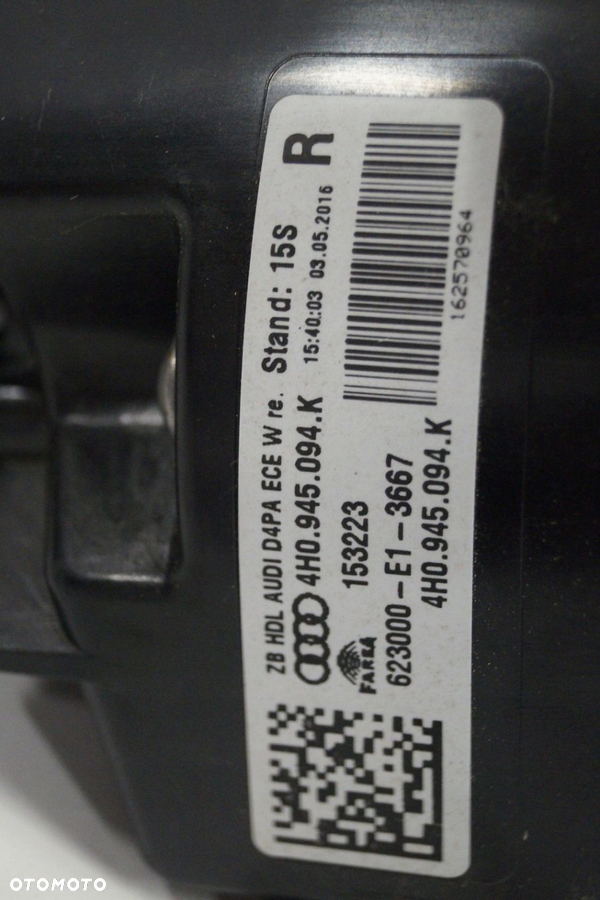 ZB HDL AUDI D4PA ECE W re. Stand: 15S R
4H0.945.094.K 15:40:03 03.05.2016
FARBA 153223
623000-E1-3667
4H0.945.094.K
162570964
OTOMOTO